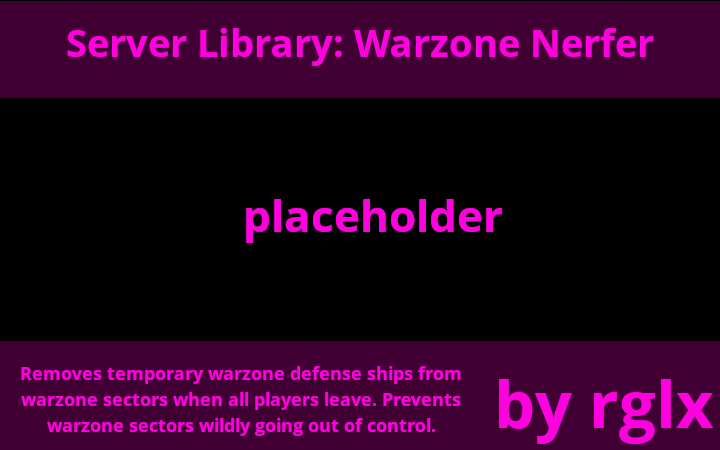 Server Library: Warzone Nerfer
placeholder
Removes temporary warzone defense ships from
warzone sectors when all players leave. Prevents
warzone sectors wildly going out of control.
by rglx